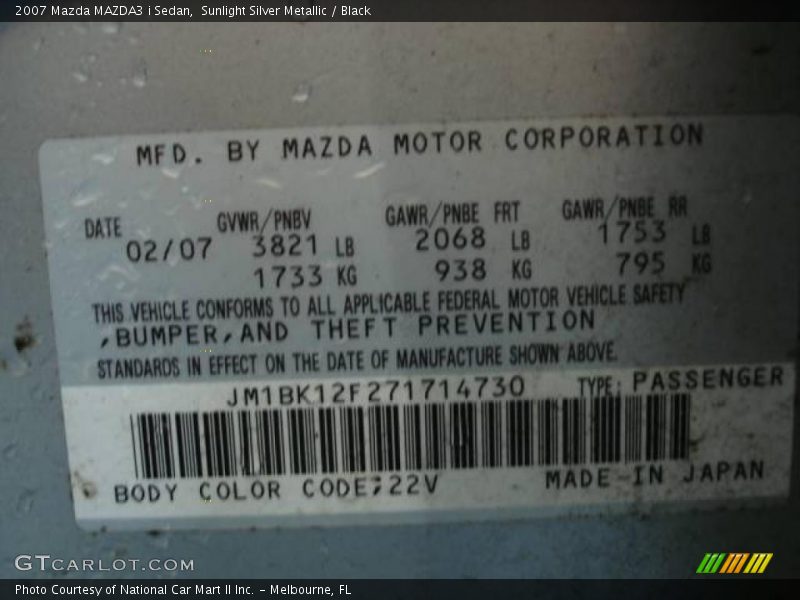 2007 Mazda MAZDA3 i Sedan, Sunlight Silver Metallic / Black
MFD. BY MAZDA MOTOR CORPORATION
DATE GVWR/PNBV GAWR/PNBE FRT GAWR/PNBE RR
02/07 3821 LB 2068 LB 1753 LB
1733 KG 938 KG 795 KG
THIS VEHICLE CONFORMS TO ALL APPLICABLE FEDERAL MOTOR VEHICLE SAFETY
,BUMPER,AND THEFT PREVENTION
STANDARDS IN EFFECT ON THE DATE OF MANUFACTURE SHOWN ABOVE.
JM1BK12F271714730 TYPE: PASSENGER
BODY COLOR CODE;22V MADE-IN JAPAN
GTCARLOT.COM
Photo Courtesy of National Car Mart II Inc. – Melbourne, FL